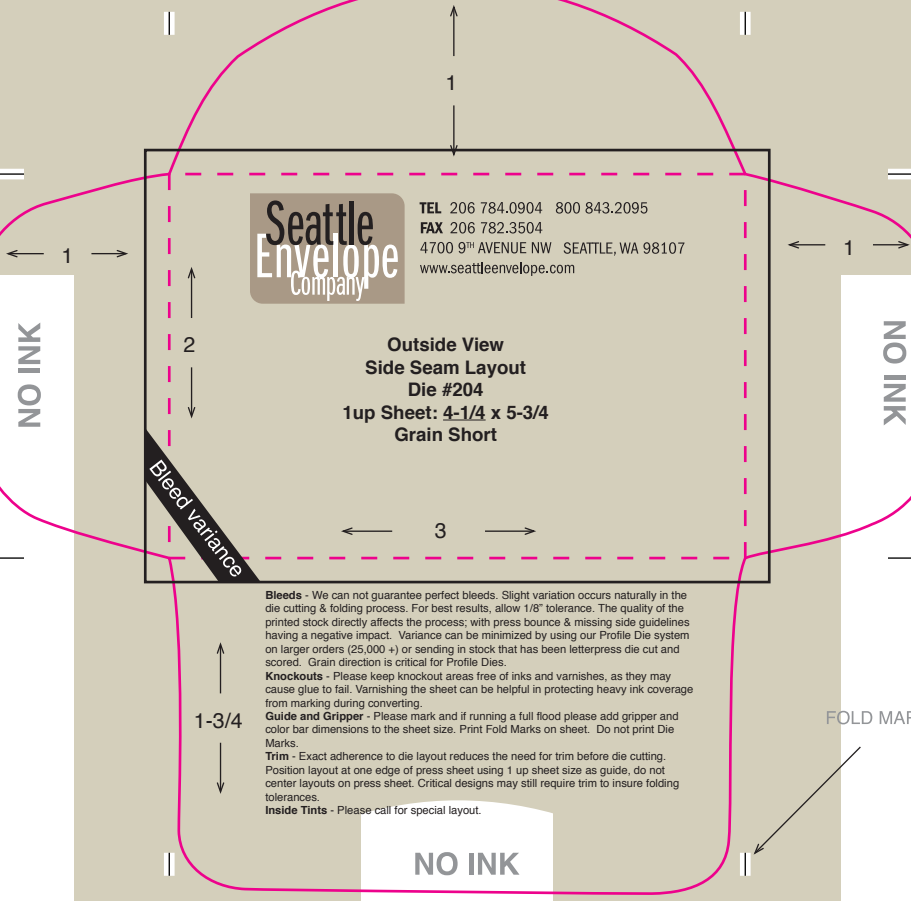 1
Seattle
Envelope
Company
TEL 206 784.0904 800 843.2095
FAX 206 782.3504
4700 9TH AVENUE NW SEATTLE, WA 98107
www.seattleenvelope.com
1
1
NO INK
NO INK
2
Outside View
Side Seam Layout
Die #204
1up Sheet: 4-1/4 x 5-3/4
Grain Short
Bleed variance
3
Bleeds - We can not guarantee perfect bleeds. Slight variation occurs naturally in the
die cutting & folding process. For best results, allow 1/8” tolerance. The quality of the
printed stock directly affects the process; with press bounce & missing side guidelines
having a negative impact. Variance can be minimized by using our Profile Die system
on larger orders (25,000 +) or sending in stock that has been letterpress die cut and
scored. Grain direction is critical for Profile Dies.
Knockouts - Please keep knockout areas free of inks and varnishes, as they may
cause glue to fail. Varnishing the sheet can be helpful in protecting heavy ink coverage
from marking during converting.
Guide and Gripper - Please mark and if running a full flood please add gripper and
color bar dimensions to the sheet size. Print Fold Marks on sheet. Do not print Die
Marks.
Trim - Exact adherence to die layout reduces the need for trim before die cutting.
Position layout at one edge of press sheet using 1 up sheet size as guide, do not
center layouts on press sheet. Critical designs may still require trim to insure folding
tolerances.
Inside Tints - Please call for special layout.
1-3/4
FOLD MAR
NO INK